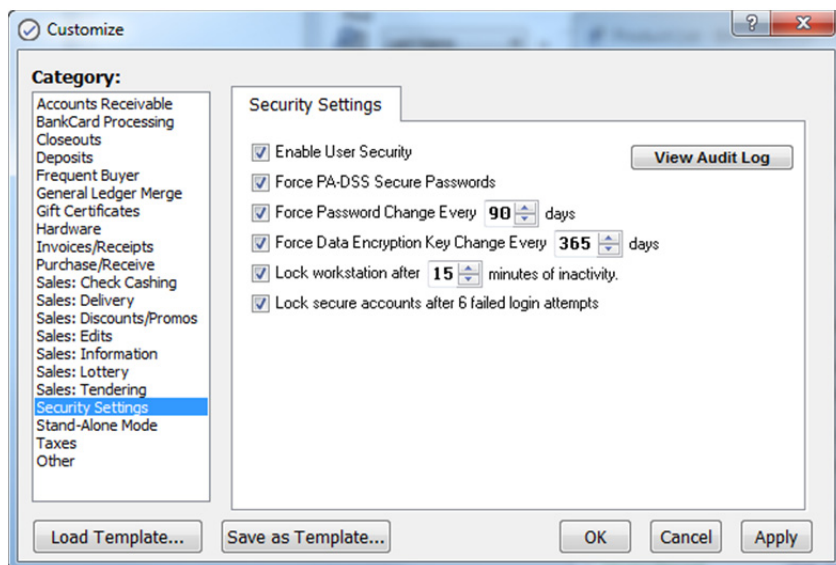 Customize
Category:
Accounts Receivable
BankCard Processing
Closeouts
Deposits
Frequent Buyer
General Ledger Merge
Gift Certificates
Hardware
Invoices/Receipts
Purchase/Receive
Sales: Check Cashing
Sales: Delivery
Sales: Discounts/Promos
Sales: Edits
Sales: Information
Sales: Lottery
Sales: Tendering
Security Settings
Stand-Alone Mode
Taxes
Other
Security Settings
Enable User Security
View Audit Log
Force PA-DSS Secure Passwords
Force Password Change Every 90 days
Force Data Encryption Key Change Every 365 days
Lock workstation after 15 minutes of inactivity.
Lock secure accounts after 6 failed login attempts
Load Template...
Save as Template...
OK
Cancel
Apply